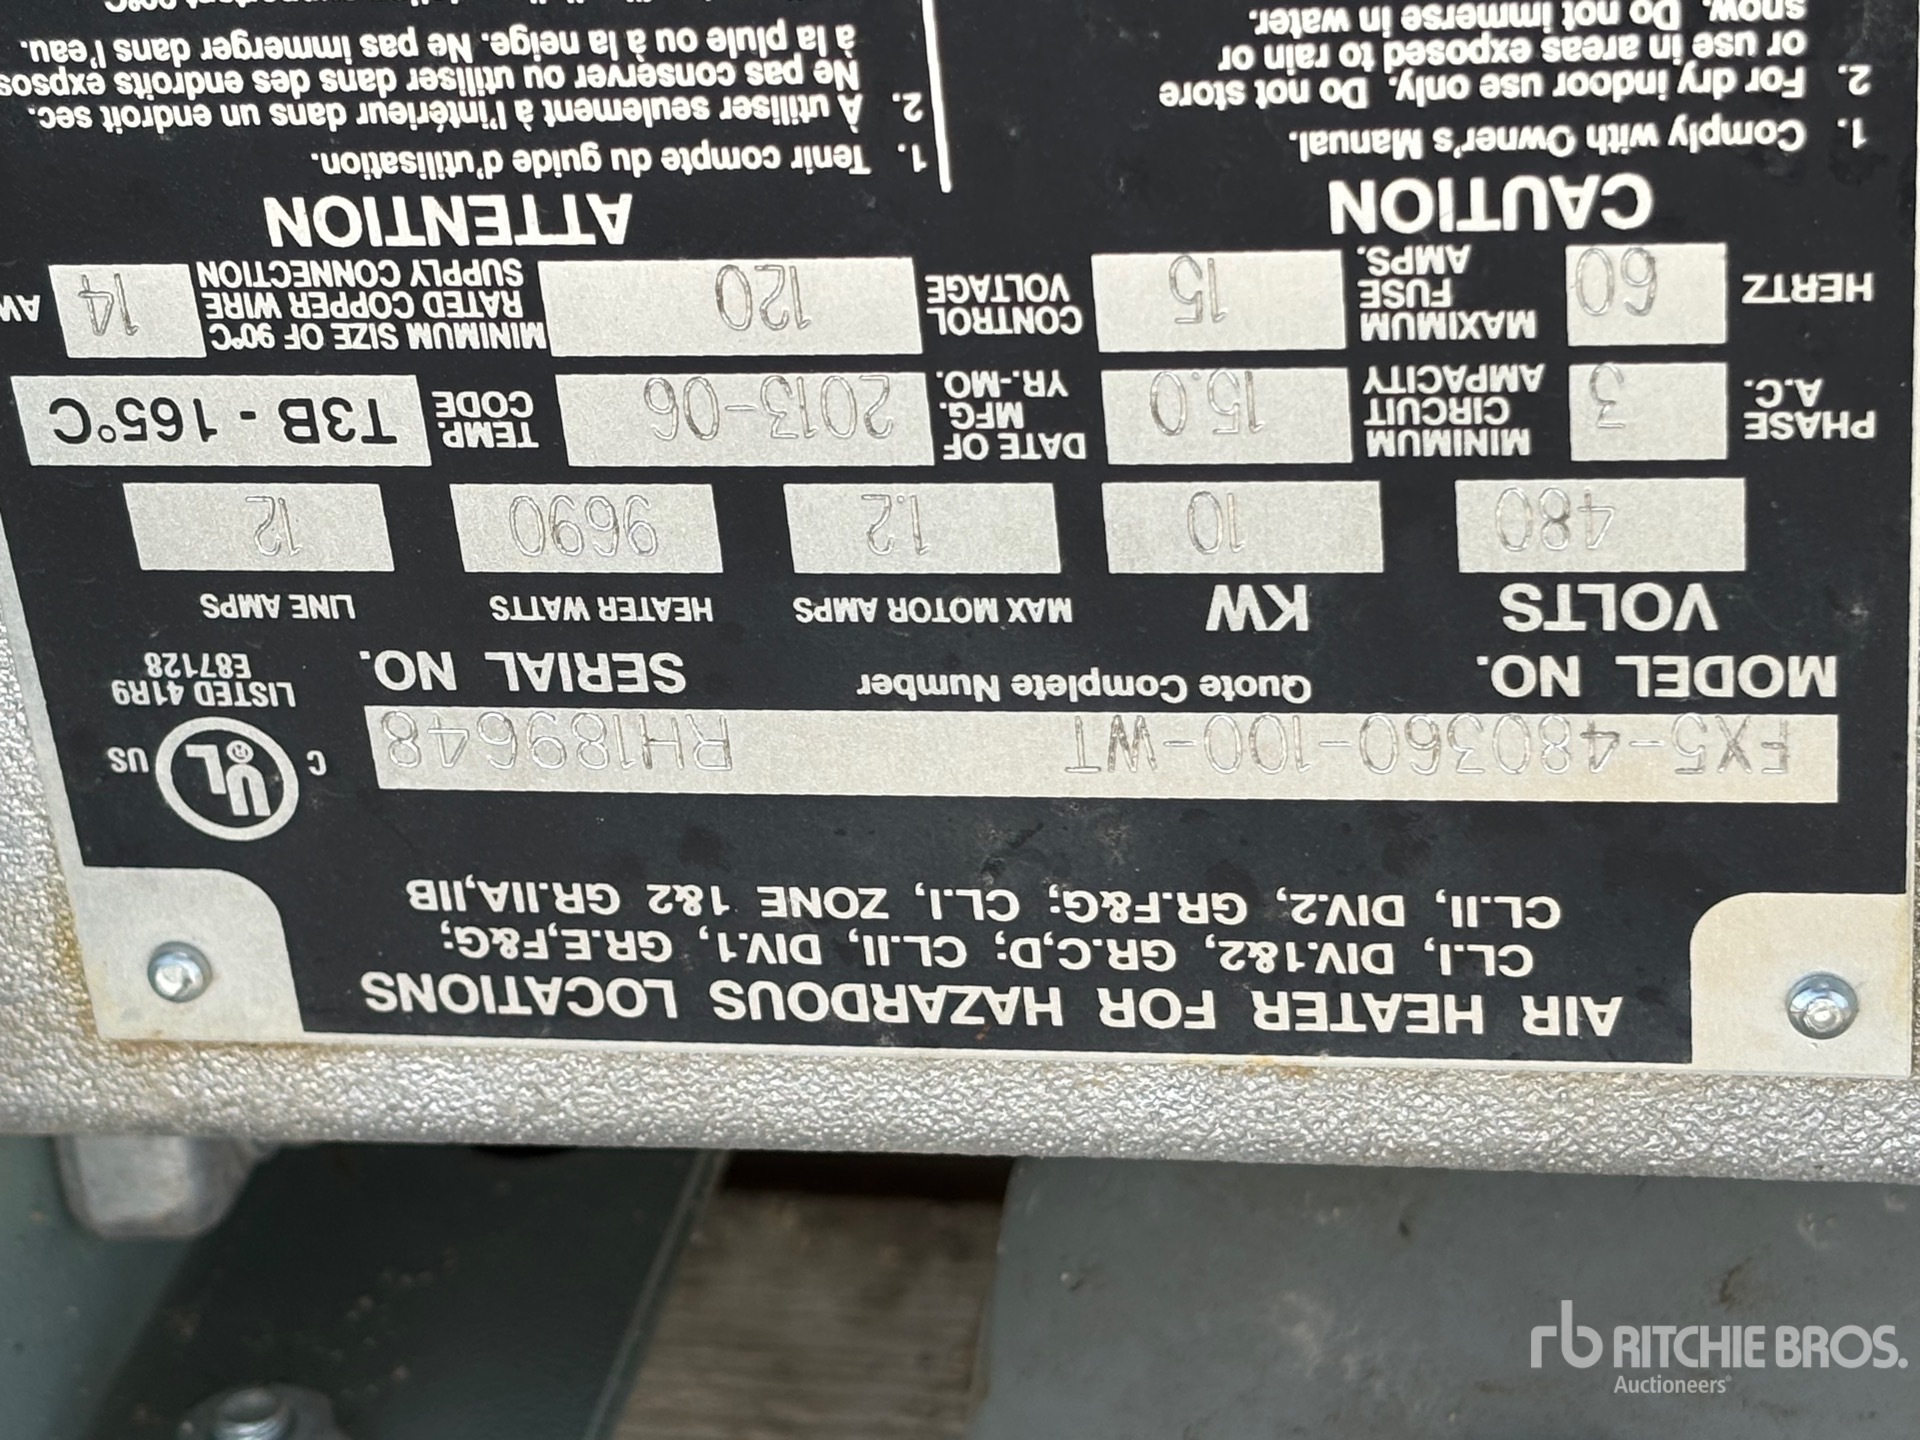 AIR HEATER FOR HAZARDOUS LOCATIONS
CL.I, DIV.1&2, GR.C,D; CL.II, DIV.1, GR.E,F&G;
CL.II, DIV.2, GR.F&G; CL.I, ZONE 1&2 GR.IIA,IIB
FX5-480360-100-WT RH189648
C UL® US
LISTED 41R9
E87128
MODEL NO. Quote Complete Number SERIAL NO.
VOLTS KW MAX MOTOR AMPS HEATER WATTS LINE AMPS
480 10 1.2 9690 12
PHASE A.C. 3 MINIMUM CIRCUIT AMPACITY 15.0 DATE OF MFG. YR.-MO. 2013-06 TEMP. CODE T3B - 165°C
HERTZ 60 MAXIMUM FUSE AMPS. 15 CONTROL VOLTAGE 120 MINIMUM SIZE OF 90°C RATED COPPER WIRE SUPPLY CONNECTION 14 AW
CAUTION
1. Comply with Owner's Manual.
2. For dry indoor use only. Do not store
or use in areas exposed to rain or
snow. Do not immerse in water.
ATTENTION
1. Tenir compte du guide d'utilisation.
2. À utiliser seulement à l'intérieur dans un endroit sec.
Ne pas conserver ou utiliser dans des endroits exposés
à la pluie ou à la neige. Ne pas immerger dans l'eau.
rb RITCHIE BROS.
Auctioneers